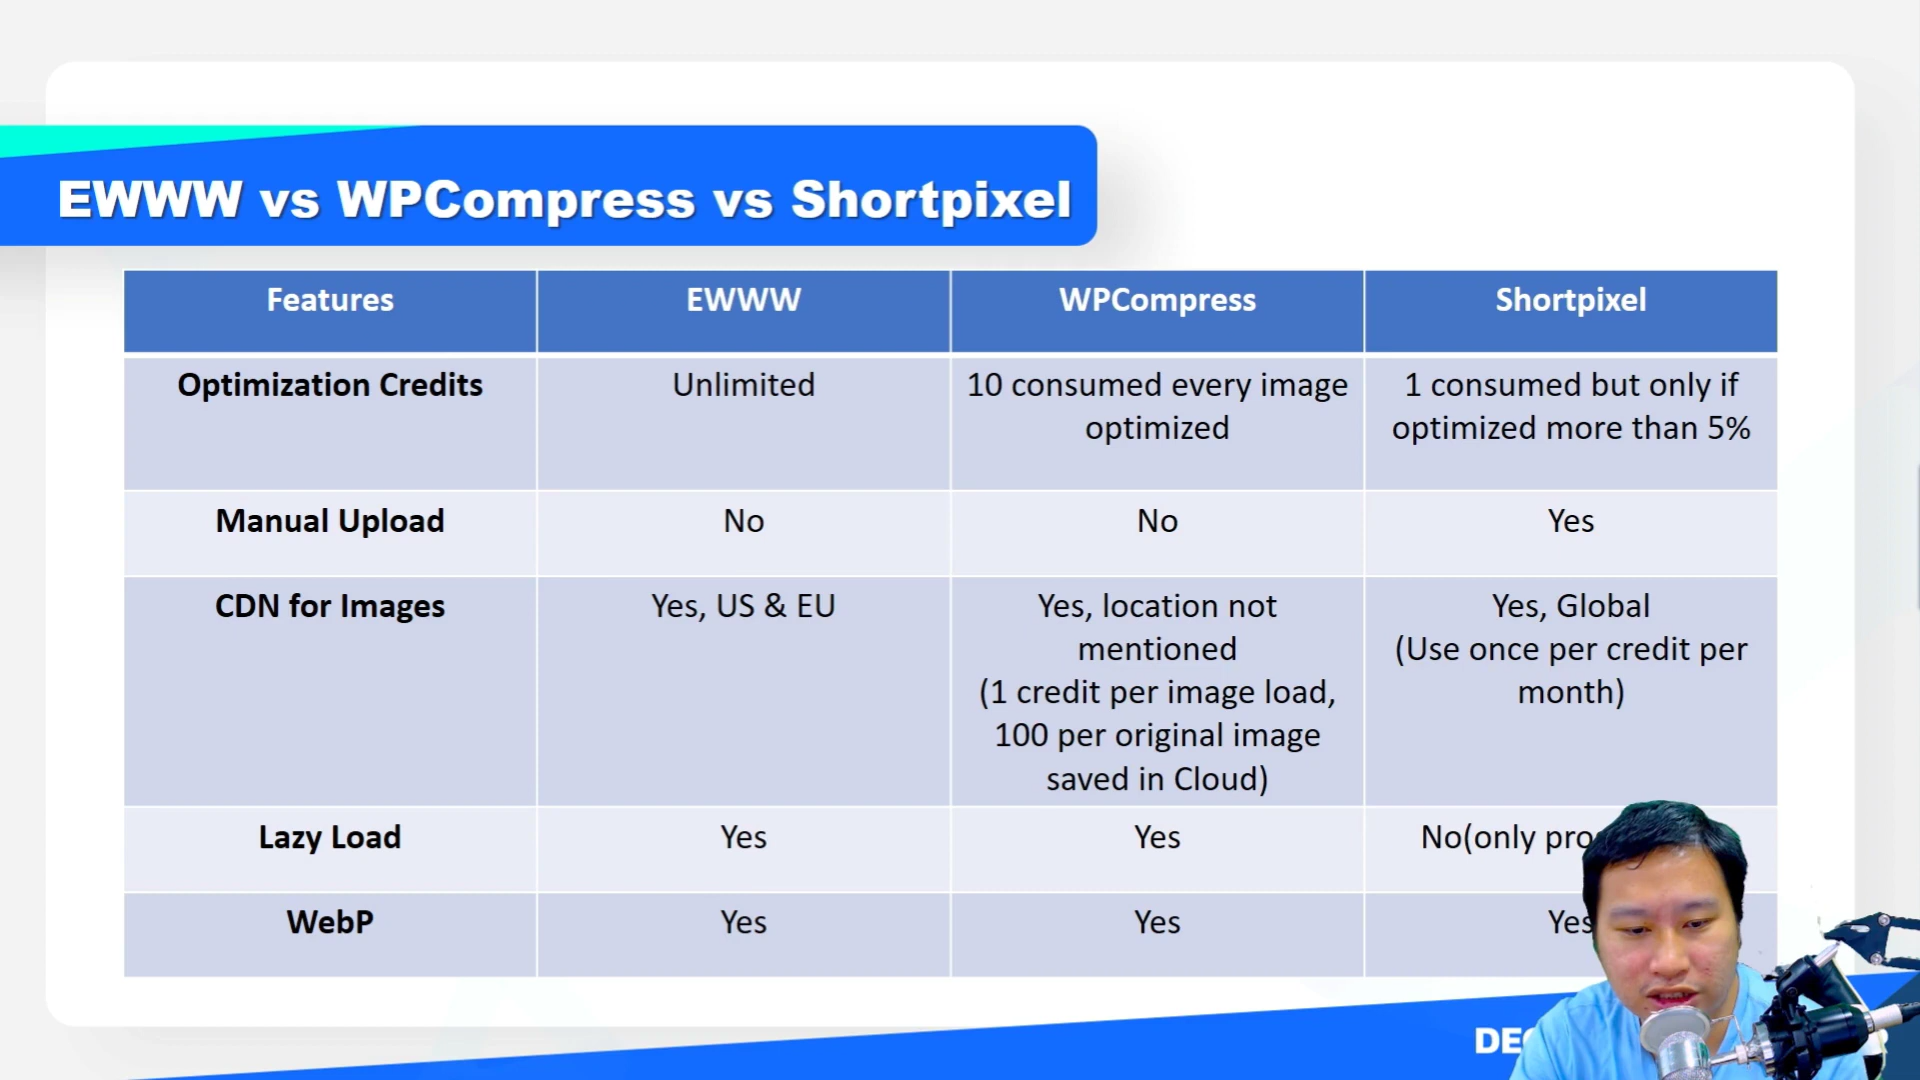 EWWW vs WPCompress vs Shortpixel
Features
EWWW
WPCompress
Shortpixel
Optimization Credits
Unlimited
10 consumed every image
optimized
1 consumed but only if
optimized more than 5%
Manual Upload
No
No
Yes
CDN for Images
Yes, US & EU
Yes, location not
mentioned
(1 credit per image load,
100 per original image
saved in Cloud)
Yes, Global
(Use once per credit per
month)
Lazy Load
Yes
Yes
No(only
WebP
Yes
Yes
Yes